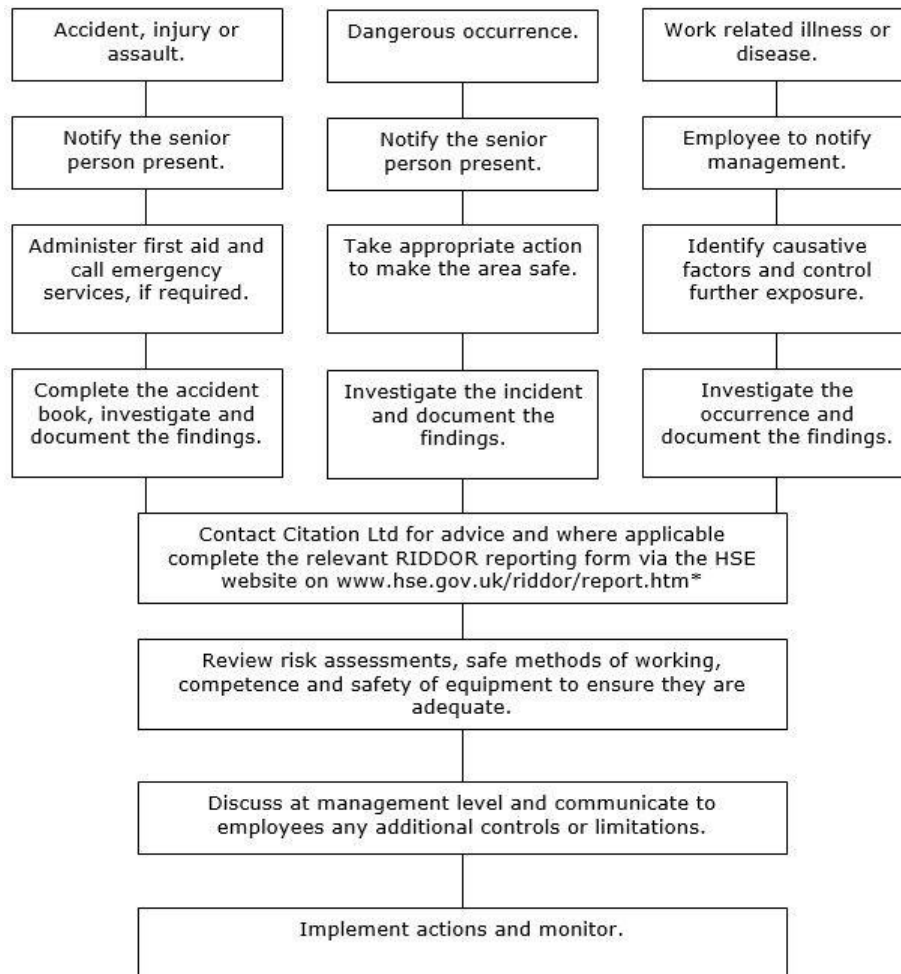 Accident, injury or
assault.
Dangerous occurrence.
Work related illness or
disease.
Notify the senior
person present.
Notify the senior
person present.
Employee to notify
management.
Administer first aid and
call emergency
services, if required.
Take appropriate action
to make the area safe.
Identify causative
factors and control
further exposure.
Complete the accident
book, investigate and
document the findings.
Investigate the incident
and document the
findings.
Investigate the
occurrence and
document the findings.
Contact Citation Ltd for advice and where applicable
complete the relevant RIDDOR reporting form via the HSE
website on www.hse.gov.uk/riddor/report.htm*
Review risk assessments, safe methods of working,
competence and safety of equipment to ensure they are
adequate.
Discuss at management level and communicate to
employees any additional controls or limitations.
Implement actions and monitor.